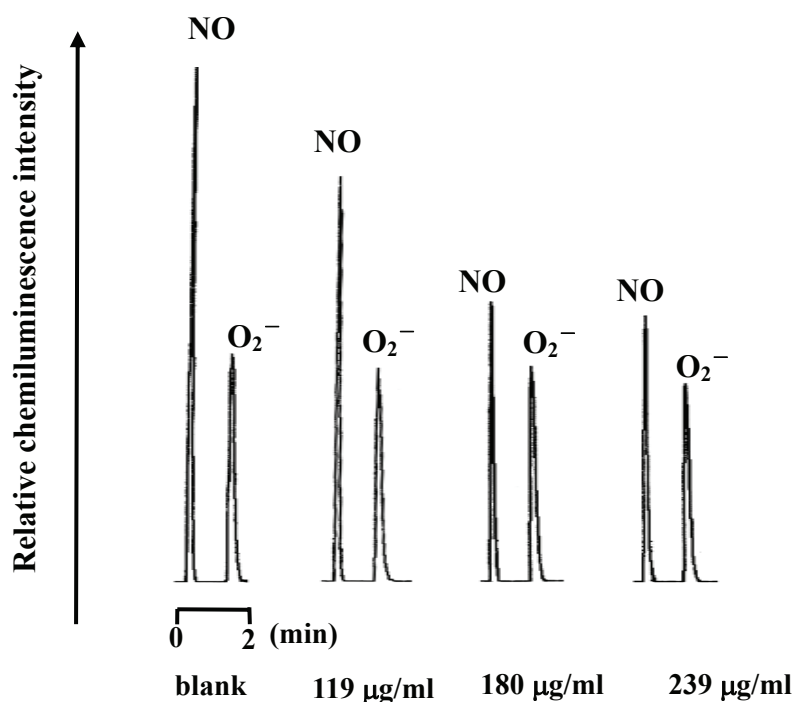 Relative chemiluminescence intensity
NO
O₂⁻
NO
O₂⁻
NO
O₂⁻
NO
O₂⁻
0 2 (min)
blank 119 μg/ml 180 μg/ml 239 μg/ml